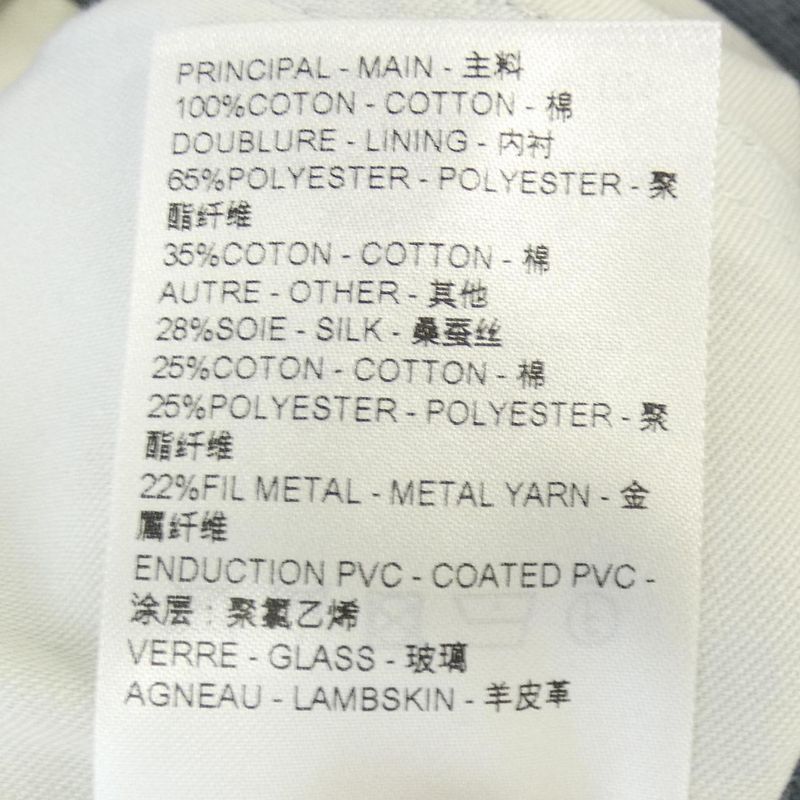 PRINCIPAL - MAIN - 主料
100%COTON - COTTON - 棉
DOUBLURE - LINING - 内衬
65%POLYESTER - POLYESTER - 聚
酯纤维
35%COTON - COTTON - 棉
AUTRE - OTHER - 其他
28%SOIE - SILK - 桑蚕丝
25%COTON - COTTON - 棉
25%POLYESTER - POLYESTER - 聚
酯纤维
22%FIL METAL - METAL YARN - 金
属纤维
ENDUCTION PVC - COATED PVC -
涂层 : 聚氯乙烯
VERRE - GLASS - 玻璃
AGNEAU - LAMBSKIN - 羊皮革